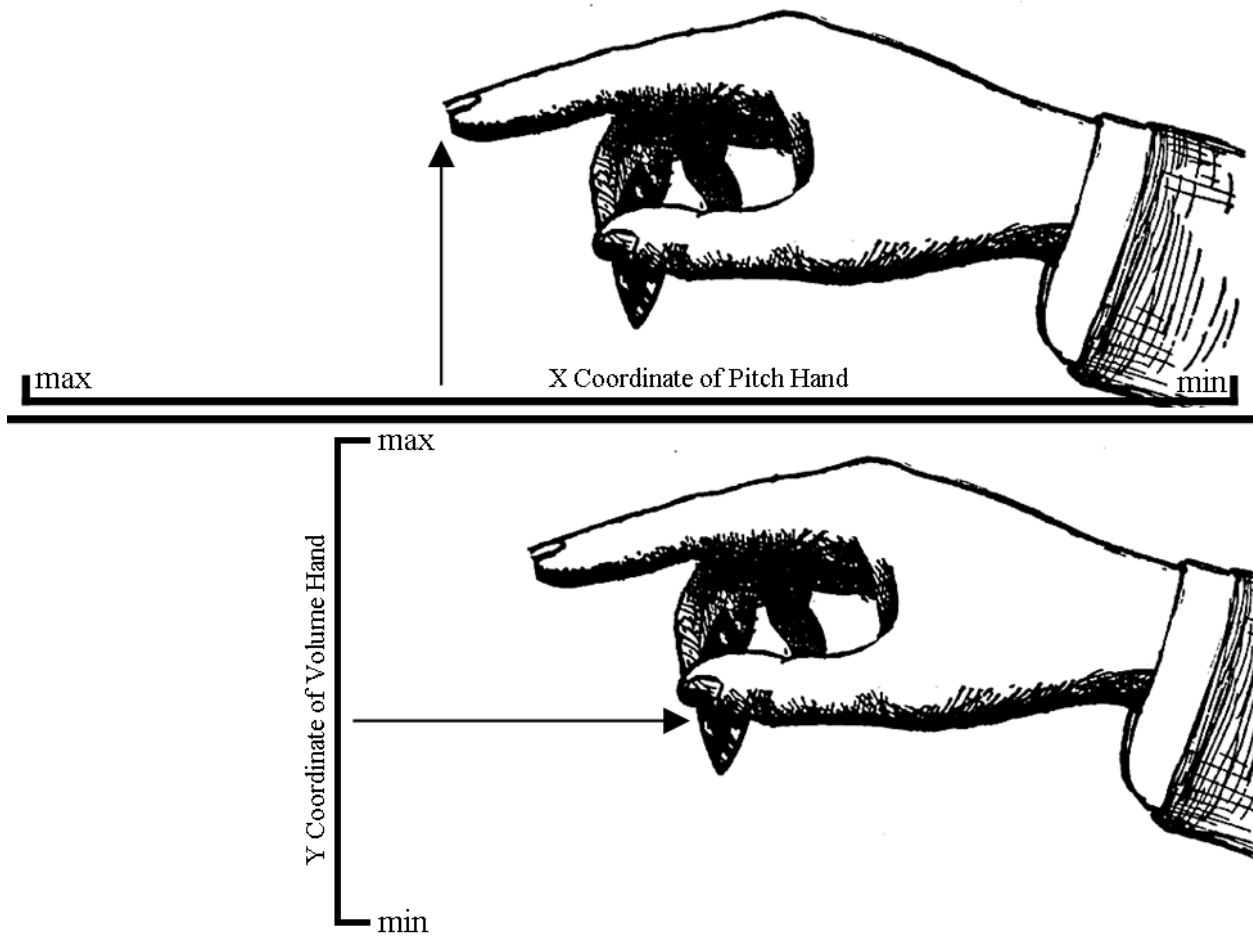 max
X Coordinate of Pitch Hand
min
max
Y Coordinate of Volume Hand
min